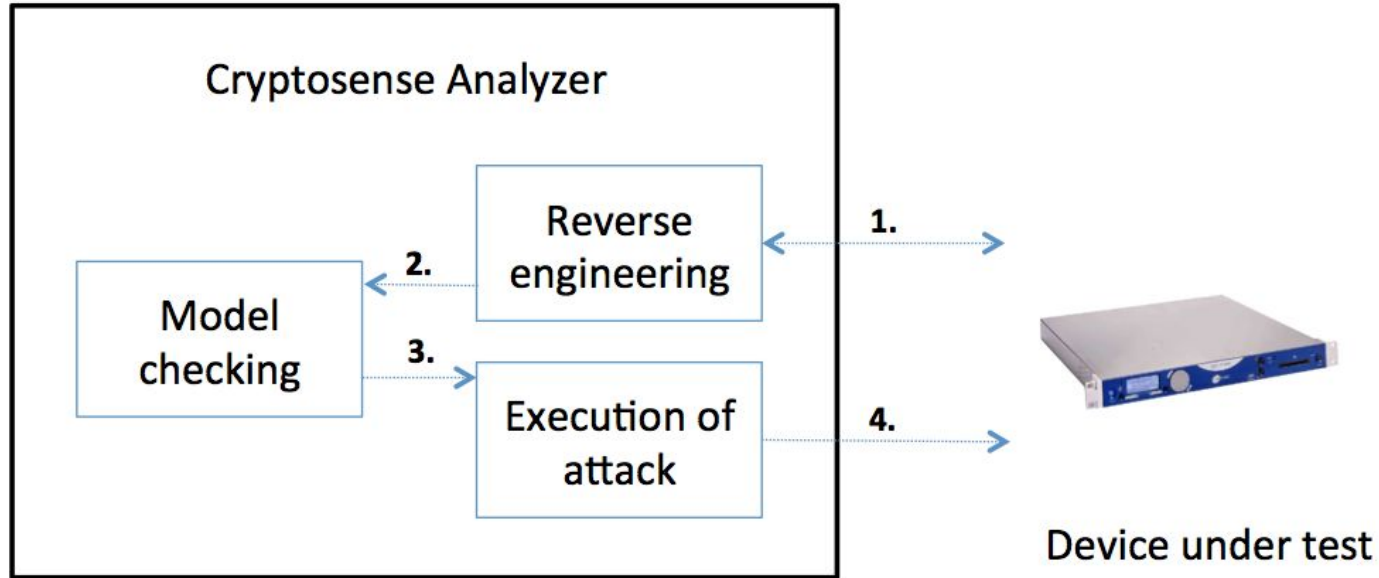 Cryptosense Analyzer
Reverse
engineering
1.
2.
Model
checking
3.
Execution of
attack
4.
Device under test